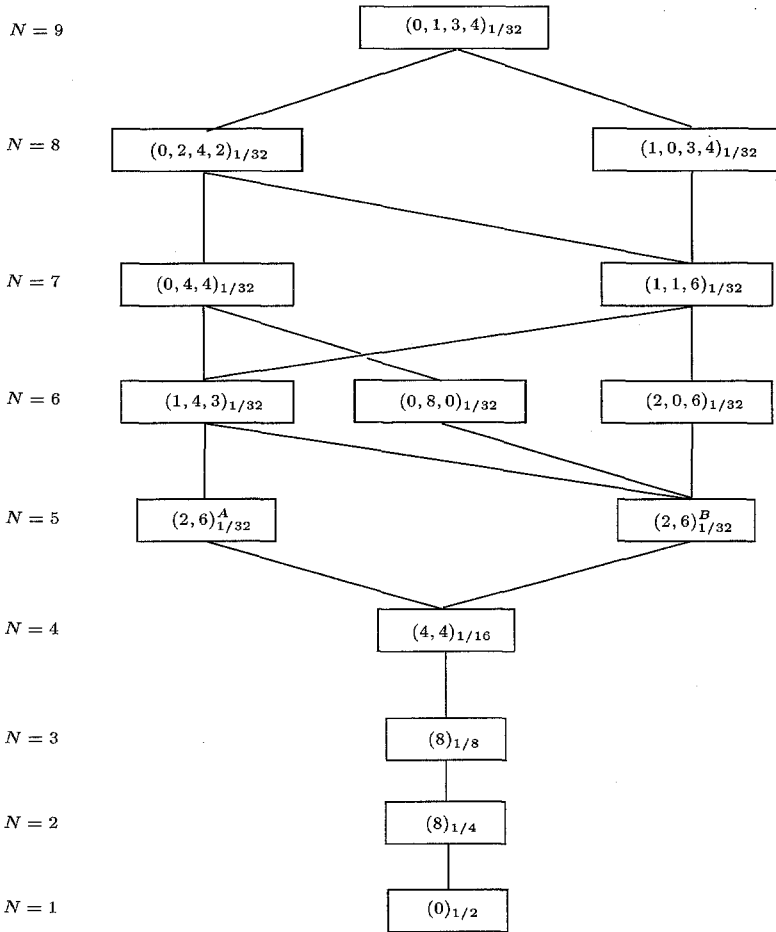 N = 9 (0, 1, 3, 4)1/32
N = 8 (0, 2, 4, 2)1/32 (1, 0, 3, 4)1/32
N = 7 (0, 4, 4)1/32 (1, 1, 6)1/32
N = 6 (1, 4, 3)1/32 (0, 8, 0)1/32 (2, 0, 6)1/32
N = 5 (2, 6)A1/32 (2, 6)B1/32
N = 4 (4, 4)1/16
N = 3 (8)1/8
N = 2 (8)1/4
N = 1 (0)1/2